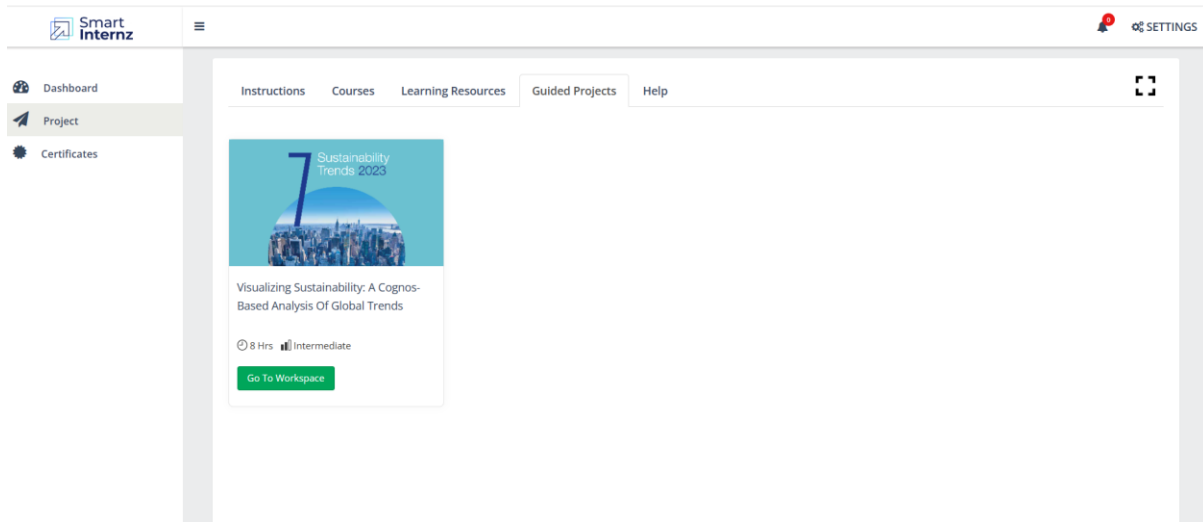 Smart
Internz
0
SETTINGS
Dashboard
Project
Certificates
Instructions
Courses
Learning Resources
Guided Projects
Help
7
Sustainability
Trends 2023
Visualizing Sustainability: A Cognos-
Based Analysis Of Global Trends
8 Hrs
Intermediate
Go To Workspace